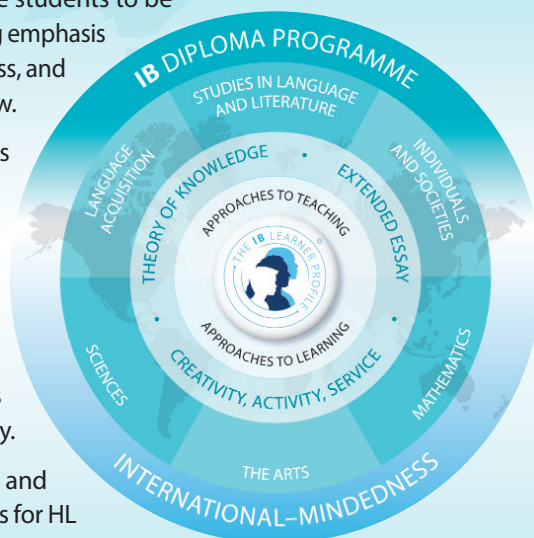 e students to be
g emphasis
ss, and
w.
s
s
y.
and
s for HL
IB DIPLOMA PROGRAMME
STUDIES IN LANGUAGE
AND LITERATURE
INDIVIDUALS
AND SOCIETIES
MATHEMATICS
THE ARTS
SCIENCES
LANGUAGE
ACQUISITION
INTERNATIONAL–MINDEDNESS
THEORY OF KNOWLEDGE
•
EXTENDED ESSAY
•
CREATIVITY, ACTIVITY, SERVICE
•
APPROACHES TO TEACHING
APPROACHES TO LEARNING
• THE IB LEARNER PROFILE •